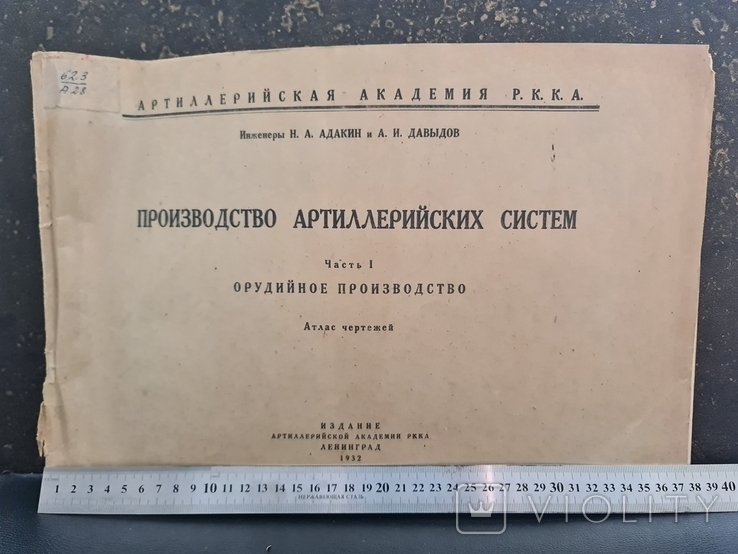 623
А28
АРТИЛЛЕРИЙСКАЯ АКАДЕМИЯ Р.К.К.А.
Инженеры Н. А. АДАКИН и А. И. ДАВЫДОВ
ПРОИЗВОДСТВО АРТИЛЛЕРИЙСКИХ СИСТЕМ
Часть I
ОРУДИЙНОЕ ПРОИЗВОДСТВО
Атлас чертежей
ИЗДАНИЕ
АРТИЛЛЕРИЙСКОЙ АКАДЕМИИ РККА
ЛЕНИНГРАД
1932
1 2 3 4 5 6 7 8 9 10 11 12 13 14 15 16 17 18 19 20 21 22 23 24 25 26 27 28 29 30 31 32 33 34 35 36 37 38 39 40
НЕРЖАВЕЮЩАЯ СТАЛЬ
VIOLITY